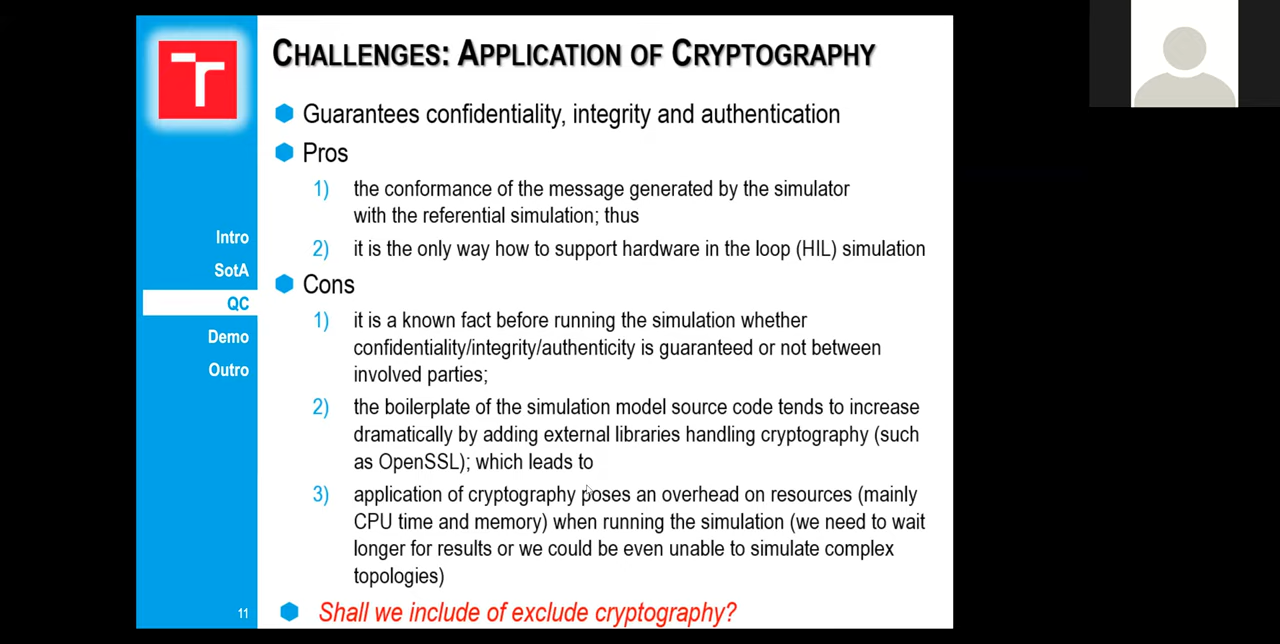 CHALLENGES: APPLICATION OF CRYPTOGRAPHY
Guarantees confidentiality, integrity and authentication
Pros
1) the conformance of the message generated by the simulator
with the referential simulation; thus
2) it is the only way how to support hardware in the loop (HIL) simulation
Cons
1) it is a known fact before running the simulation whether
confidentiality/integrity/authenticity is guaranteed or not between
involved parties;
2) the boilerplate of the simulation model source code tends to increase
dramatically by adding external libraries handling cryptography (such
as OpenSSL); which leads to
3) application of cryptography poses an overhead on resources (mainly
CPU time and memory) when running the simulation (we need to wait
longer for results or we could be even unable to simulate complex
topologies)
Shall we include of exclude cryptography?
Intro
SotA
QC
Demo
Outro
11